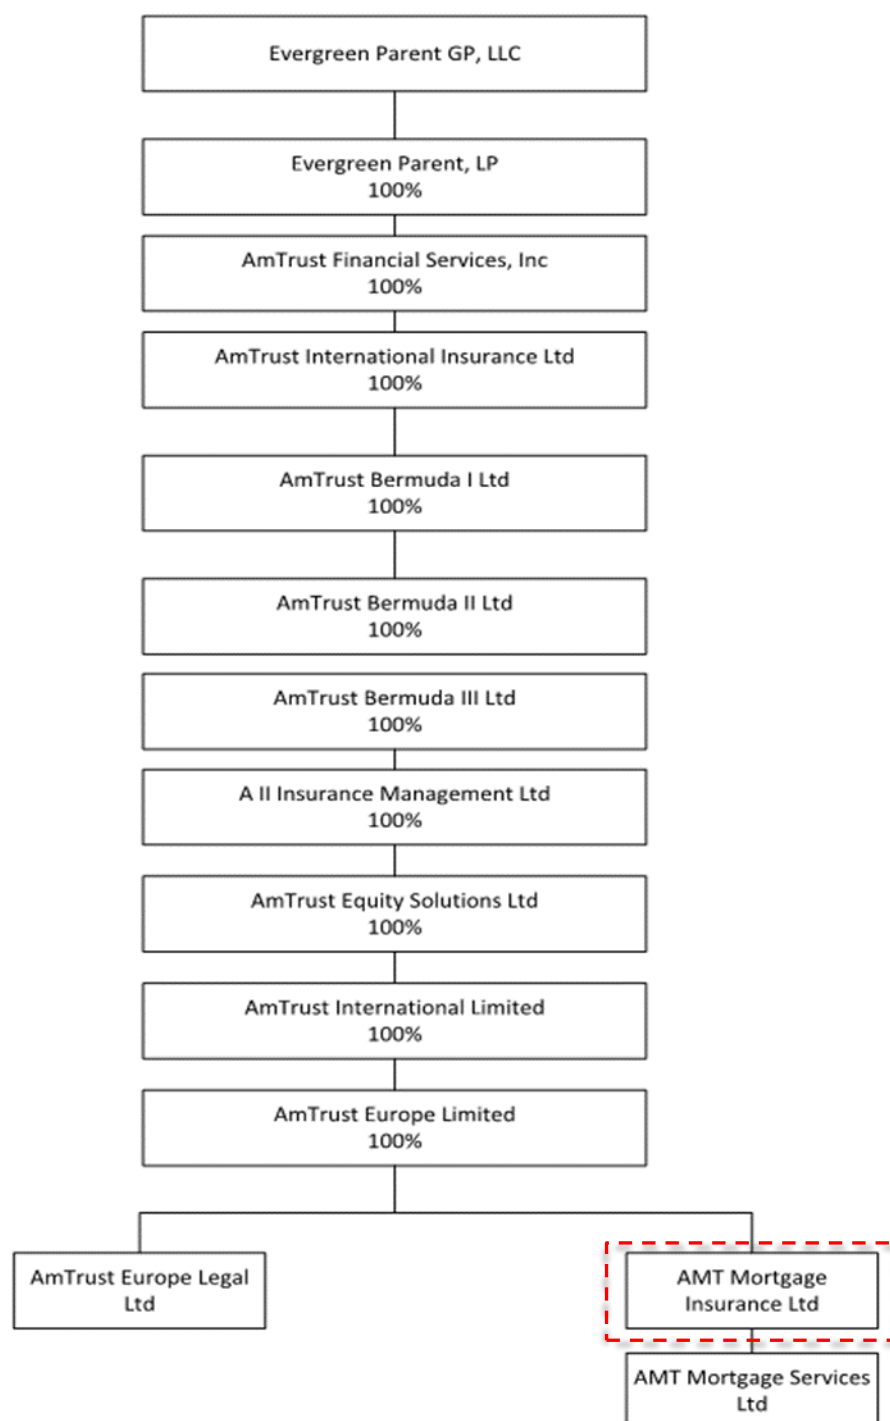 Evergreen Parent GP, LLC
Evergreen Parent, LP
100%
AmTrust Financial Services, Inc
100%
AmTrust International Insurance Ltd
100%
AmTrust Bermuda I Ltd
100%
AmTrust Bermuda II Ltd
100%
AmTrust Bermuda III Ltd
100%
A II Insurance Management Ltd
100%
AmTrust Equity Solutions Ltd
100%
AmTrust International Limited
100%
AmTrust Europe Limited
100%
AmTrust Europe Legal
Ltd
AMT Mortgage
Insurance Ltd
AMT Mortgage Services
Ltd